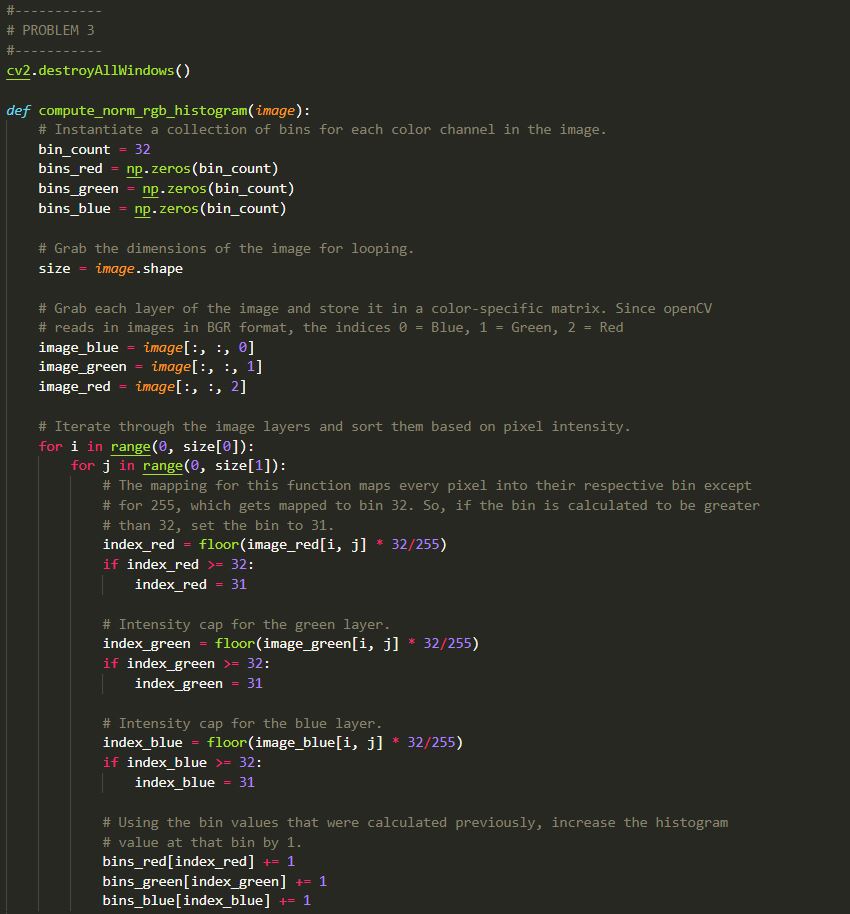 #-----------
# PROBLEM 3
#-----------
cv2.destroyAllWindows()

def compute_norm_rgb_histogram(image):
    # Instantiate a collection of bins for each color channel in the image.
    bin_count = 32
    bins_red = np.zeros(bin_count)
    bins_green = np.zeros(bin_count)
    bins_blue = np.zeros(bin_count)

    # Grab the dimensions of the image for looping.
    size = image.shape

    # Grab each layer of the image and store it in a color-specific matrix. Since openCV
    # reads in images in BGR format, the indices 0 = Blue, 1 = Green, 2 = Red
    image_blue = image[:, :, 0]
    image_green = image[:, :, 1]
    image_red = image[:, :, 2]

    # Iterate through the image layers and sort them based on pixel intensity.
    for i in range(0, size[0]):
        for j in range(0, size[1]):
            # The mapping for this function maps every pixel into their respective bin except
            # for 255, which gets mapped to bin 32. So, if the bin is calculated to be greater
            # than 32, set the bin to 31.
            index_red = floor(image_red[i, j] * 32/255)
            if index_red >= 32:
                index_red = 31

            # Intensity cap for the green layer.
            index_green = floor(image_green[i, j] * 32/255)
            if index_green >= 32:
                index_green = 31

            # Intensity cap for the blue layer.
            index_blue = floor(image_blue[i, j] * 32/255)
            if index_blue >= 32:
                index_blue = 31

            # Using the bin values that were calculated previously, increase the histogram
            # value at that bin by 1.
            bins_red[index_red] += 1
            bins_green[index_green] += 1
            bins_blue[index_blue] += 1